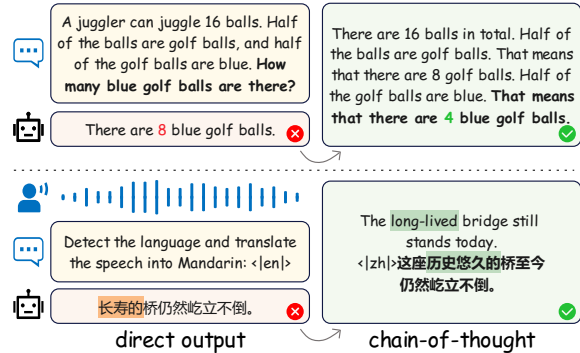 A juggler can juggle 16 balls. Half
of the balls are golf balls, and half
of the golf balls are blue. How
many blue golf balls are there?
There are 8 blue golf balls.
There are 16 balls in total. Half of
the balls are golf balls. That means
that there are 8 golf balls. Half of
the golf balls are blue. That means
that there are 4 blue golf balls.
Detect the language and translate
the speech into Mandarin: <|en|>
长寿的桥仍然屹立不倒。
The long-lived bridge still
stands today.
<|zh|>这座历史悠久的桥至今
仍然屹立不倒。
direct output
chain-of-thought